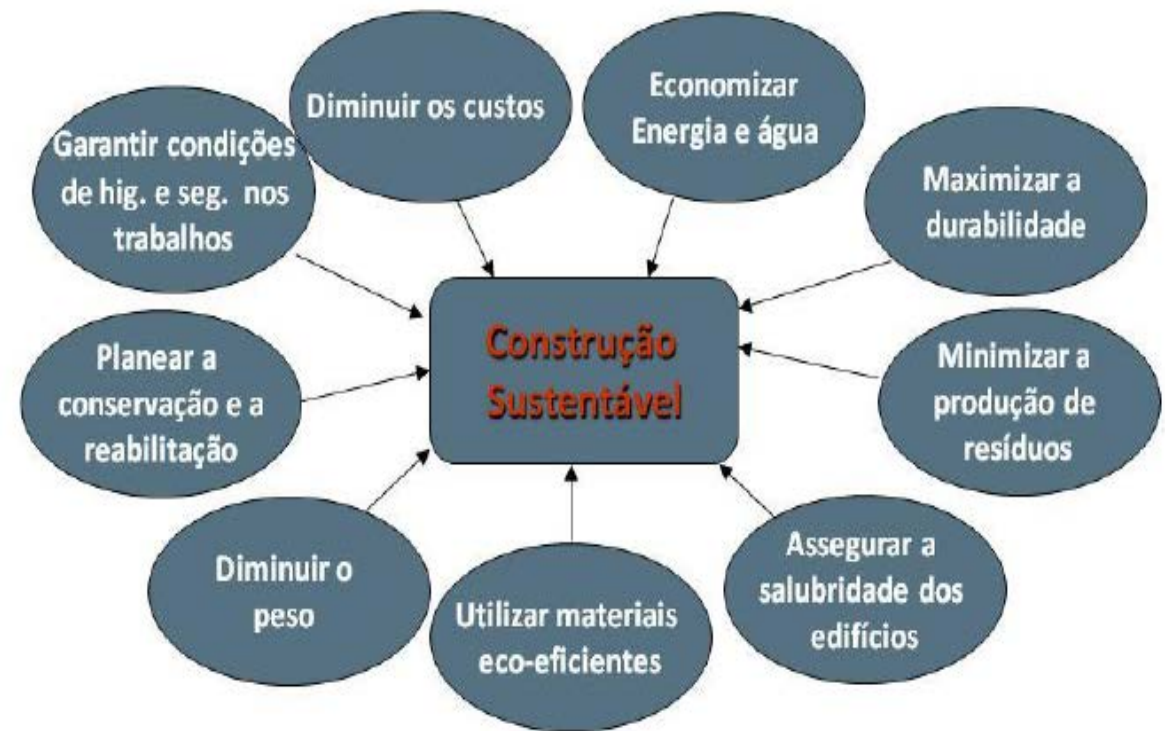 Diminuir os custos
Economizar
Energia e água
Garantir condições
de hig. e seg. nos
trabalhos
Maximizar a
durabilidade
Construção
Sustentável
Planear a
conservação e a
reabilitação
Minimizar a
produção de
resíduos
Diminuir o
peso
Utilizar materiais
eco-eficientes
Assegurar a
salubridade dos
edifícios